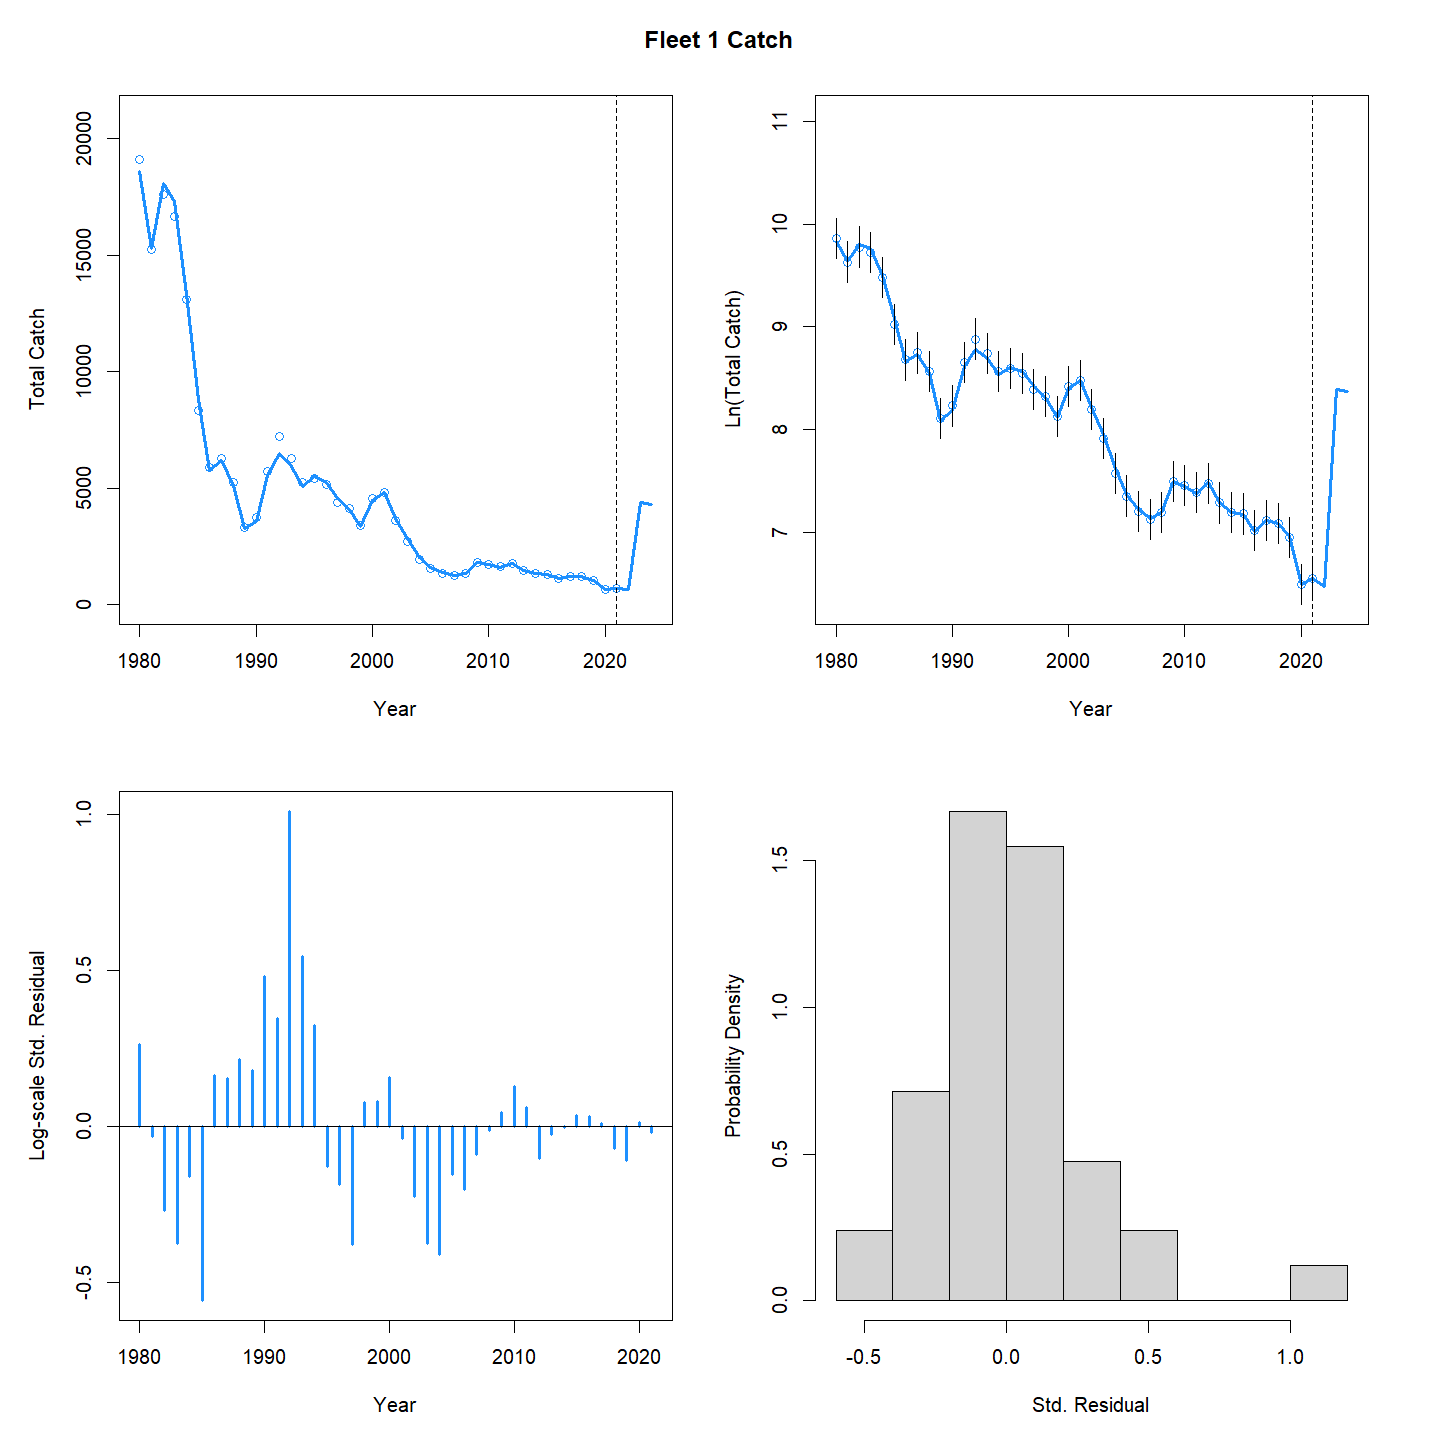 Fleet 1 Catch
Total Catch
20000
15000
10000
5000
0
1980 1990 2000 2010 2020
Year
Ln(Total Catch)
11
10
9
8
7
1980 1990 2000 2010 2020
Year
Log-scale Std. Residual
1.0
0.5
0.0
-0.5
1980 1990 2000 2010 2020
Year
Probability Density
1.5
1.0
0.5
0.0
-0.5 0.0 0.5 1.0
Std. Residual